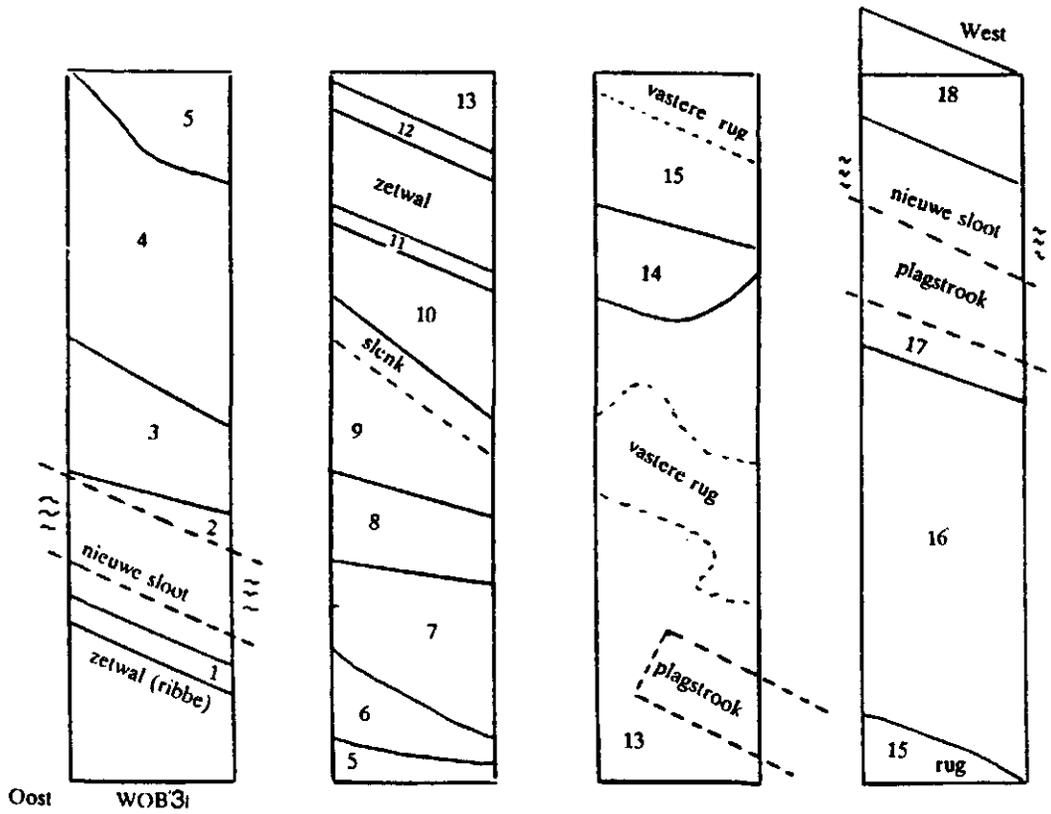 5
4
3
2
nieuwe sloot
1
zetwal (ribbe)
Oost
WOB'31
13
12
zetwal
11
10
slenk
9
8
7
6
5
vastere rug
15
14
vastere rug
plagstrook
13
West
18
nieuwe sloot
plagstrook
17
16
15
rug